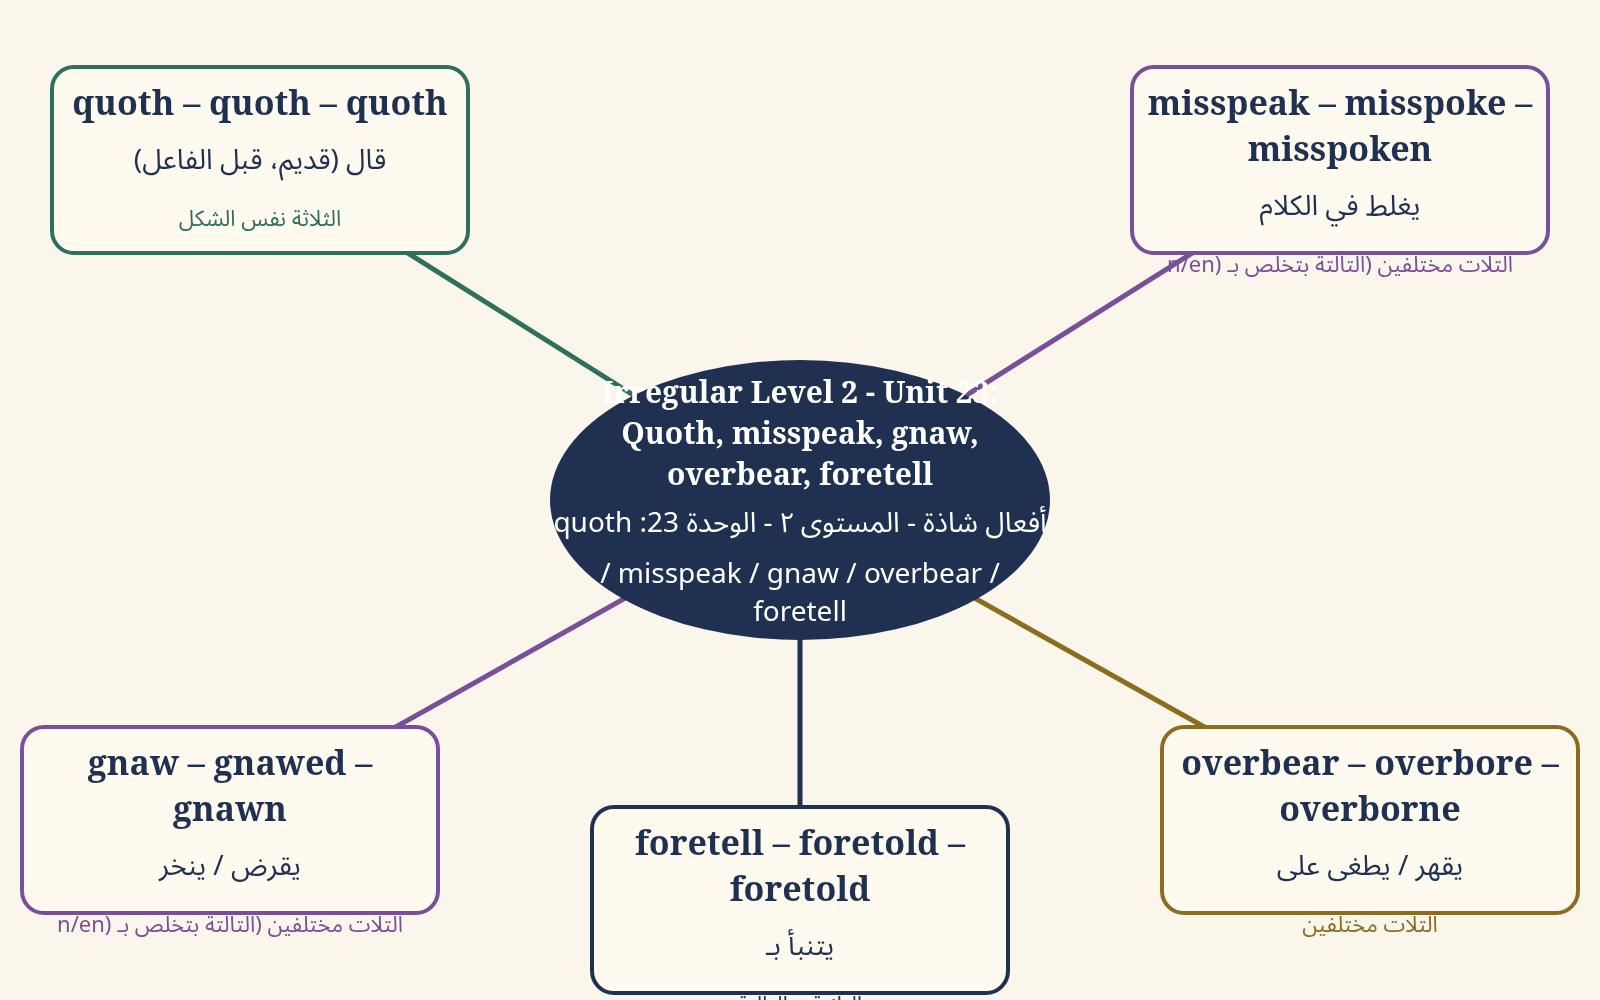 quoth – quoth – quoth
قال (قديم، قبل الفاعل)
الثلاثة نفس الشكل
misspeak – misspoke –
misspoken
يغلط في الكلام
التلات مختلفين (التالتة بتخلص بـ n/en)
Irregular Level 2 - Unit 23:
Quoth, misspeak, gnaw,
overbear, foretell
أفعال شاذة - المستوى ٢ - الوحدة 23: quoth
/ misspeak / gnaw / overbear /
foretell
gnaw – gnawed –
gnawn
يقرض / ينخر
التلات مختلفين (التالتة بتخلص بـ n/en)
foretell – foretold –
foretold
يتنبأ بـ
overbear – overbore –
overborne
يقهر / يطغى على
التلات مختلفين